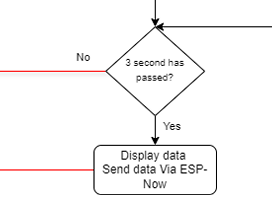 No
3 second has
passed?
Yes
Display data
Send data Via ESP-
Now